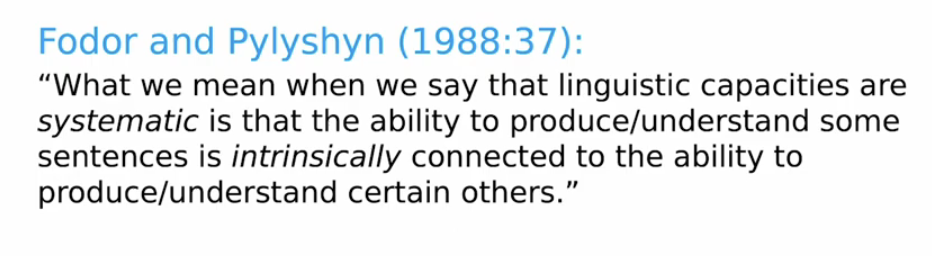 Fodor and Pylyshyn (1988:37):
“What we mean when we say that linguistic capacities are
systematic is that the ability to produce/understand some
sentences is intrinsically connected to the ability to
produce/understand certain others.”